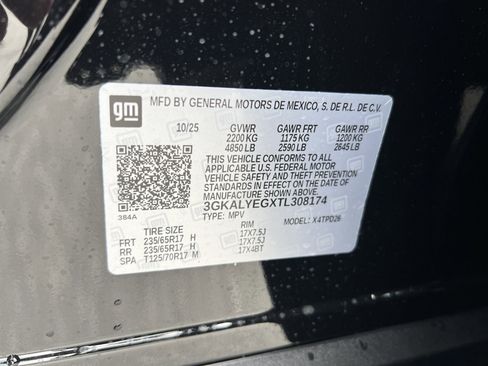 gm
MFD BY GENERAL MOTORS DE MEXICO, S. DE R.L. DE C.V.
10/25 GVWR GAWR FRT GAWR RR
2200 KG 1175 KG 1200 KG
4850 LB 2590 LB 2645 LB
THIS VEHICLE CONFORMS TO ALL
APPLICABLE U.S. FEDERAL MOTOR
VEHICLE SAFETY STANDARDS IN
EFFECT ON THE DATE OF
MANUFACTURE SHOWN ABOVE.
3GKALYEGXTL308174
384A TYPE: MPV MODEL: X4TPD26
TIRE SIZE RIM
FRT 235/65R17 H 17X7.5J
RR 235/65R17 H 17X7.5J
SPA T125/70R17 M 17X4BT